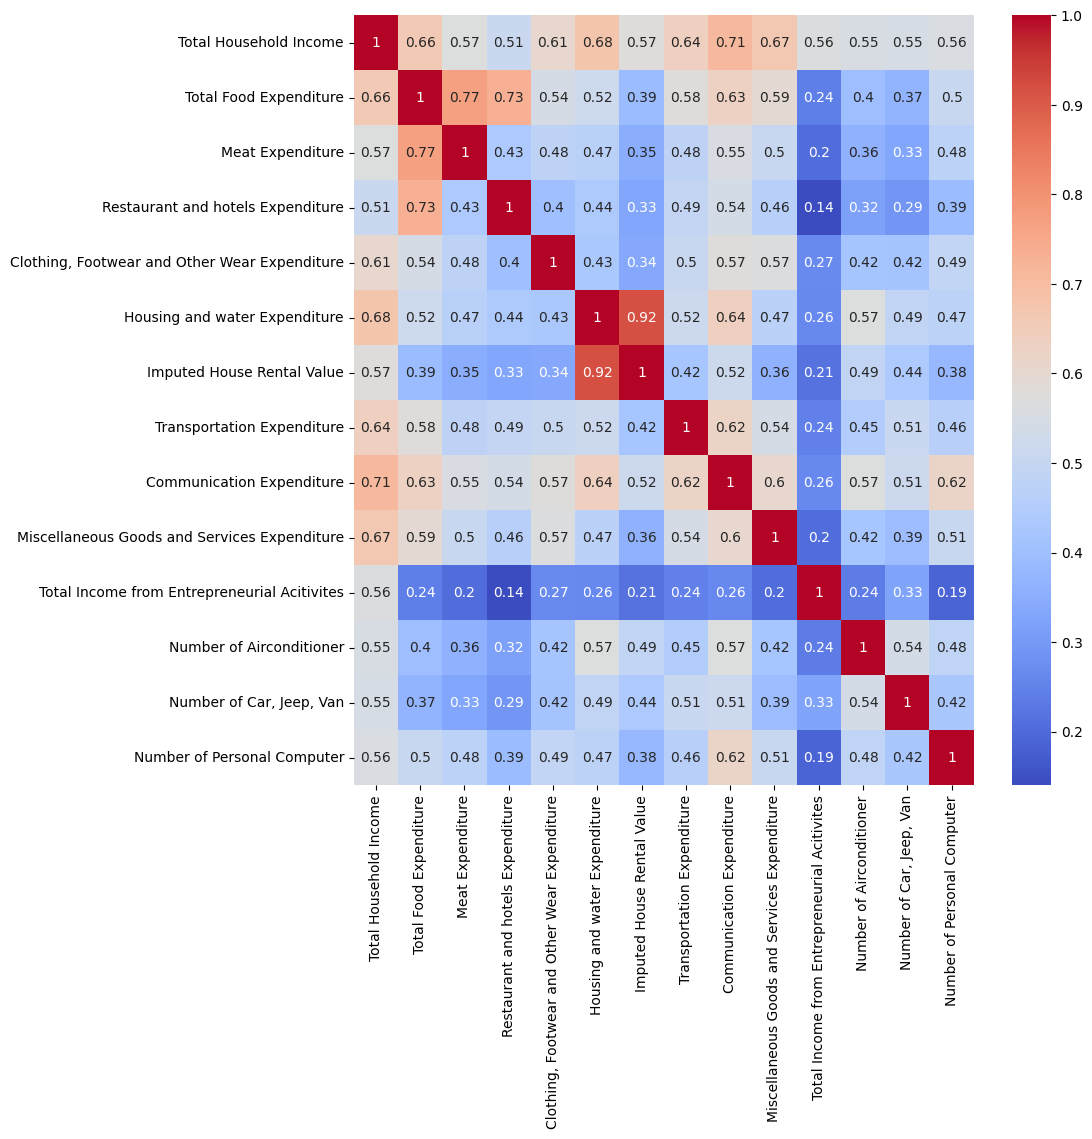 Total Household Income 1 0.66 0.57 0.51 0.61 0.68 0.57 0.64 0.71 0.67 0.56 0.55 0.55 0.56
Total Food Expenditure 0.66 1 0.77 0.73 0.54 0.52 0.39 0.58 0.63 0.59 0.24 0.4 0.37 0.5
Meat Expenditure 0.57 0.77 1 0.43 0.48 0.47 0.35 0.48 0.55 0.5 0.2 0.36 0.33 0.48
Restaurant and hotels Expenditure 0.51 0.73 0.43 1 0.4 0.44 0.33 0.49 0.54 0.46 0.14 0.32 0.29 0.39
Clothing, Footwear and Other Wear Expenditure 0.61 0.54 0.48 0.4 1 0.43 0.34 0.5 0.57 0.57 0.27 0.42 0.42 0.49
Housing and water Expenditure 0.68 0.52 0.47 0.44 0.43 1 0.92 0.52 0.64 0.47 0.26 0.57 0.49 0.47
Imputed House Rental Value 0.57 0.39 0.35 0.33 0.34 0.92 1 0.42 0.52 0.36 0.21 0.49 0.44 0.38
Transportation Expenditure 0.64 0.58 0.48 0.49 0.5 0.52 0.42 1 0.62 0.54 0.24 0.45 0.51 0.46
Communication Expenditure 0.71 0.63 0.55 0.54 0.57 0.64 0.52 0.62 1 0.6 0.26 0.57 0.51 0.62
Miscellaneous Goods and Services Expenditure 0.67 0.59 0.5 0.46 0.57 0.47 0.36 0.54 0.6 1 0.2 0.42 0.39 0.51
Total Income from Entrepreneurial Acitivites 0.56 0.24 0.2 0.14 0.27 0.26 0.21 0.24 0.26 0.2 1 0.24 0.33 0.19
Number of Airconditioner 0.55 0.4 0.36 0.32 0.42 0.57 0.49 0.45 0.57 0.42 0.24 1 0.54 0.48
Number of Car, Jeep, Van 0.55 0.37 0.33 0.29 0.42 0.49 0.44 0.51 0.51 0.39 0.33 0.54 1 0.42
Number of Personal Computer 0.56 0.5 0.48 0.39 0.49 0.47 0.38 0.46 0.62 0.51 0.19 0.48 0.42 1
Total Household Income
Total Food Expenditure
Meat Expenditure
Restaurant and hotels Expenditure
Clothing, Footwear and Other Wear Expenditure
Housing and water Expenditure
Imputed House Rental Value
Transportation Expenditure
Communication Expenditure
Miscellaneous Goods and Services Expenditure
Total Income from Entrepreneurial Acitivites
Number of Airconditioner
Number of Car, Jeep, Van
Number of Personal Computer
1.0
0.9
0.8
0.7
0.6
0.5
0.4
0.3
0.2